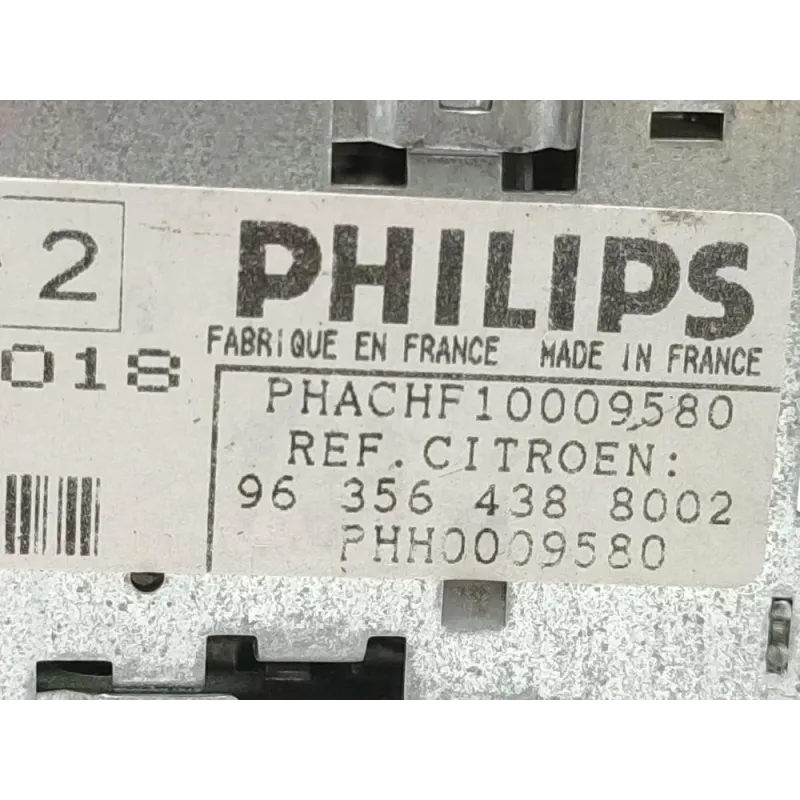 2
PHILIPS
FABRIQUE EN FRANCE MADE IN FRANCE
018
PHACHF10009580
REF. CITROEN:
96 356 438 8002
PHH0009580